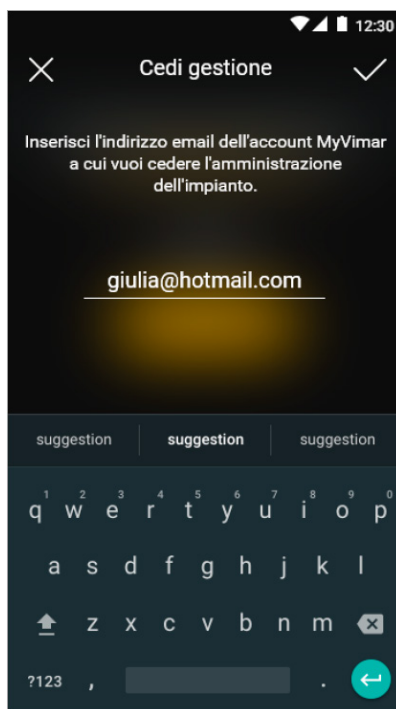 12:30
Cedi gestione
Inserisci l'indirizzo email dell'account MyVimar
a cui vuoi cedere l'amministrazione
dell'impianto.
giulia@hotmail.com
suggestion suggestion suggestion
1 2 3 4 5 6 7 8 9 0
q w e r t y u i o p
a s d f g h j k l
z x c v b n m
?123 , .